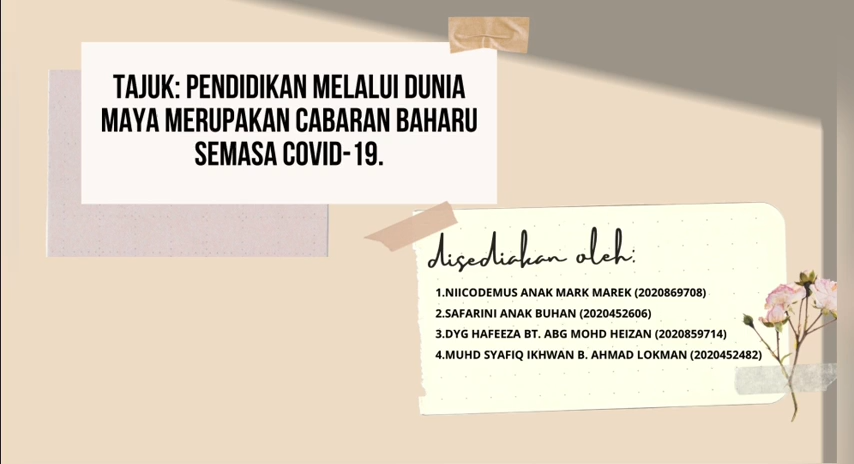 TAJUK: PENDIDIKAN MELALUI DUNIA
MAYA MERUPAKAN CABARAN BAHARU
SEMASA COVID-19.
disediakan oleh:
1.NIICODEMUS ANAK MARK MAREK (2020869708)
2.SAFARINI ANAK BUHAN (2020452606)
3.DYG HAFEEZA BT. ABG MOHD HEIZAN (2020859714)
4.MUHD SYAFIQ IKHWAN B. AHMAD LOKMAN (2020452482)